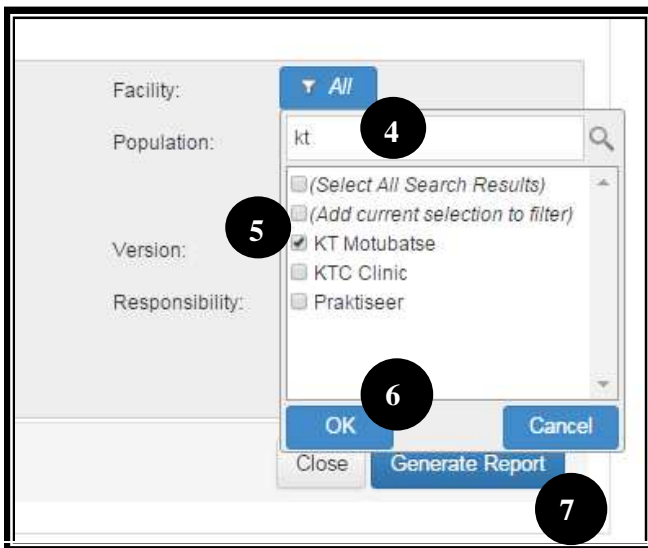 Facility:
All
Population:
kt
4
(Select All Search Results)
(Add current selection to filter)
5
Version:
KT Motubatse
KTC Clinic
Responsibility:
Praktiseer
6
OK
Cancel
Close
Generate Report
7